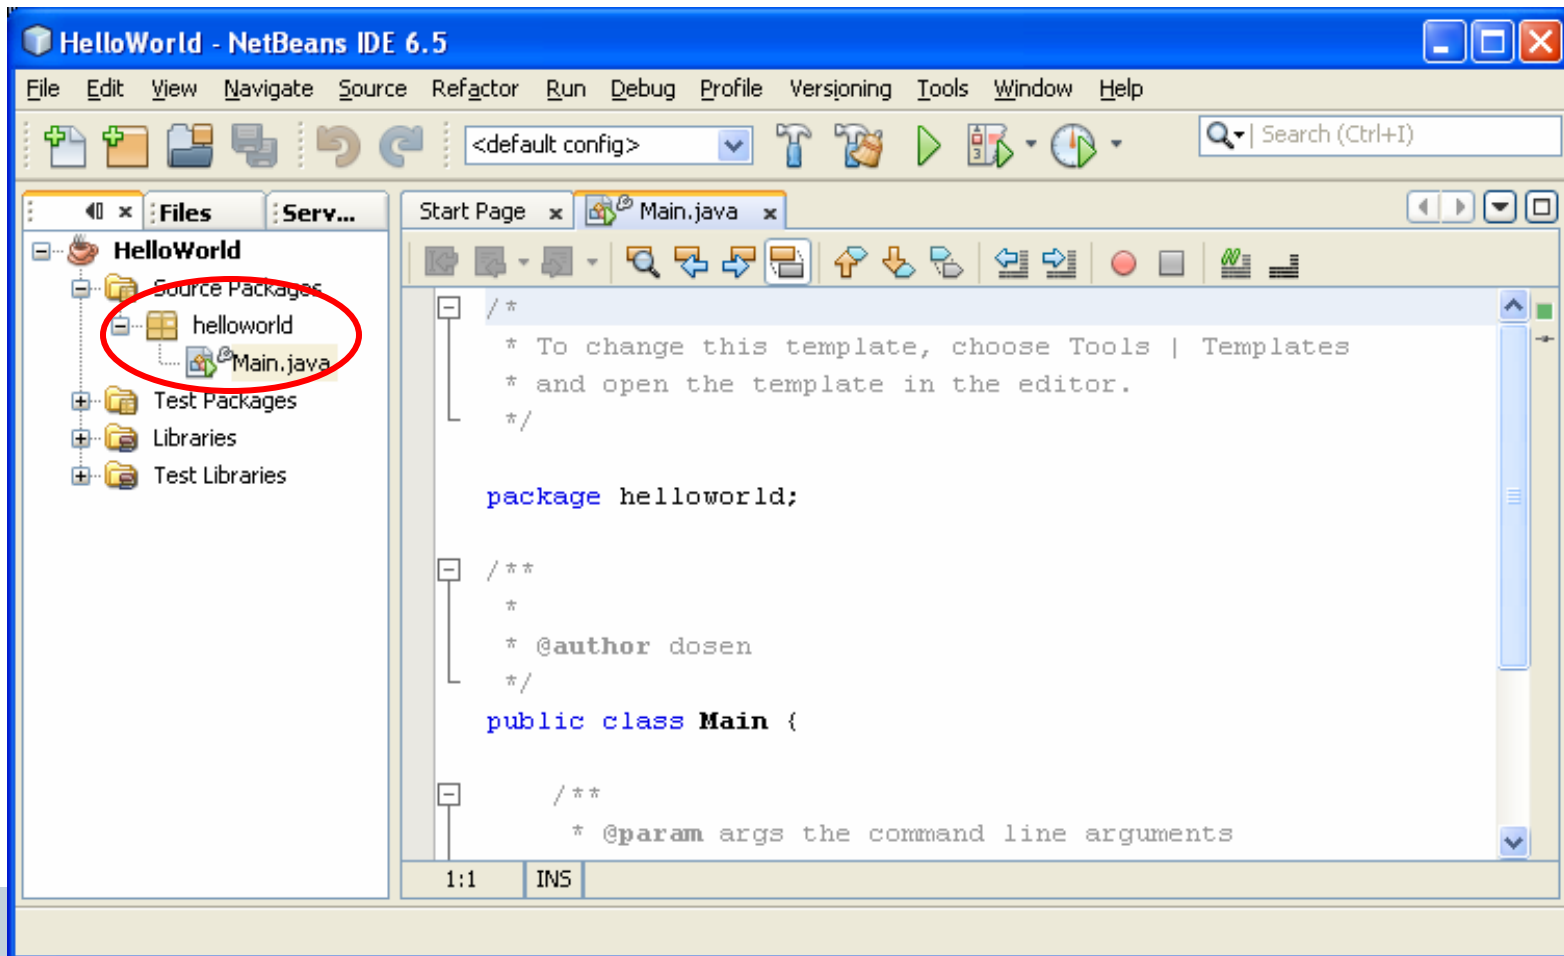 HelloWorld - NetBeans IDE 6.5
File Edit View Navigate Source Refactor Run Debug Profile Versioning Tools Window Help
<default config>
Search (Ctrl+I)
Files Serv...
Start Page Main.java
HelloWorld
Source Packages
helloworld
Main.java
Test Packages
Libraries
Test Libraries
/*
* To change this template, choose Tools | Templates
* and open the template in the editor.
*/
package helloworld;
/**
*
* @author dosen
*/
public class Main {
/**
* @param args the command line arguments
1:1 INS